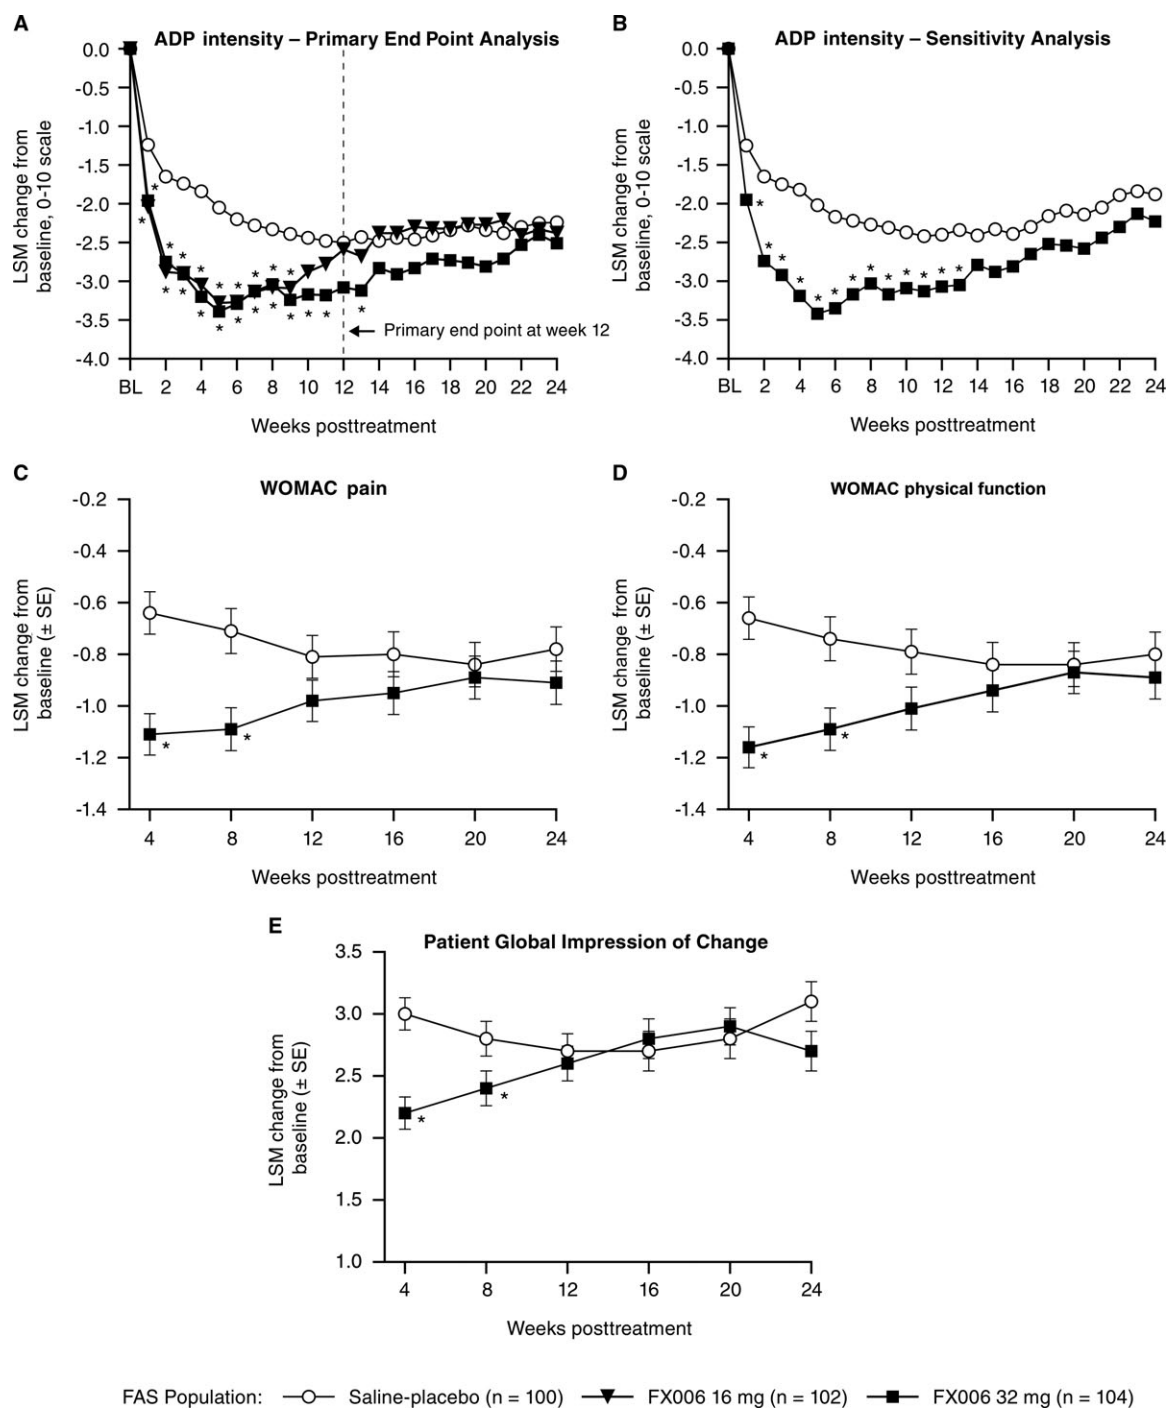 A
ADP intensity – Primary End Point Analysis
LSM change from
baseline, 0-10 scale
0.0
-0.5
-1.0
-1.5
-2.0
-2.5
-3.0
-3.5
-4.0
* * * * * * * * *
* * * * * * * * * * *
Primary end point at week 12
BL 2 4 6 8 10 12 14 16 18 20 22 24
Weeks posttreatment
B
ADP intensity – Sensitivity Analysis
LSM change from
baseline, 0-10 scale
0.0
-0.5
-1.0
-1.5
-2.0
-2.5
-3.0
-3.5
-4.0
* * * * * * * * * * * * *
BL 2 4 6 8 10 12 14 16 18 20 22 24
Weeks posttreatment
C
WOMAC pain
LSM change from
baseline (± SE)
-0.2
-0.4
-0.6
-0.8
-1.0
-1.2
-1.4
* *
4 8 12 16 20 24
Weeks posttreatment
D
WOMAC physical function
LSM change from
baseline (± SE)
-0.2
-0.4
-0.6
-0.8
-1.0
-1.2
-1.4
* *
4 8 12 16 20 24
Weeks posttreatment
E
Patient Global Impression of Change
LSM change from
baseline (± SE)
3.5
3.0
2.5
2.0
1.5
1.0
* *
4 8 12 16 20 24
Weeks posttreatment
FAS Population: Saline-placebo (n = 100) FX006 16 mg (n = 102) FX006 32 mg (n = 104)